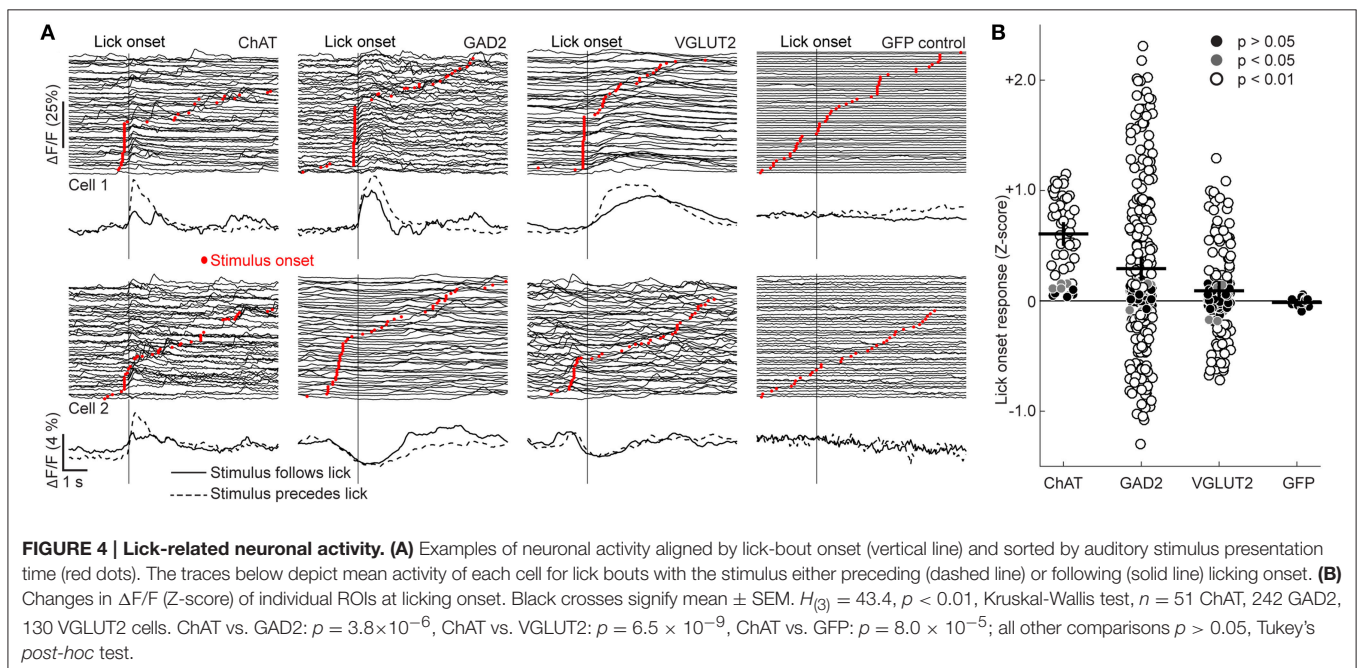 A
Lick onset ChAT Lick onset GAD2 Lick onset VGLUT2 Lick onset GFP control
ΔF/F (25%)
Cell 1
Stimulus onset
Cell 2
ΔF/F (4 %)
1 s
Stimulus follows lick
Stimulus precedes lick
B
p > 0.05
p < 0.05
p < 0.01
Lick onset response (Z-score)
+2.0
+1.0
0
-1.0
ChAT GAD2 VGLUT2 GFP
FIGURE 4 | Lick-related neuronal activity. (A) Examples of neuronal activity aligned by lick-bout onset (vertical line) and sorted by auditory stimulus presentation
time (red dots). The traces below depict mean activity of each cell for lick bouts with the stimulus either preceding (dashed line) or following (solid line) licking onset. (B)
Changes in ΔF/F (Z-score) of individual ROIs at licking onset. Black crosses signify mean ± SEM. H(3) = 43.4, p < 0.01, Kruskal-Wallis test, n = 51 ChAT, 242 GAD2,
130 VGLUT2 cells. ChAT vs. GAD2: p = 3.8×10⁻⁶, ChAT vs. VGLUT2: p = 6.5 × 10⁻⁹, ChAT vs. GFP: p = 8.0 × 10⁻⁵; all other comparisons p > 0.05, Tukey's
post-hoc test.